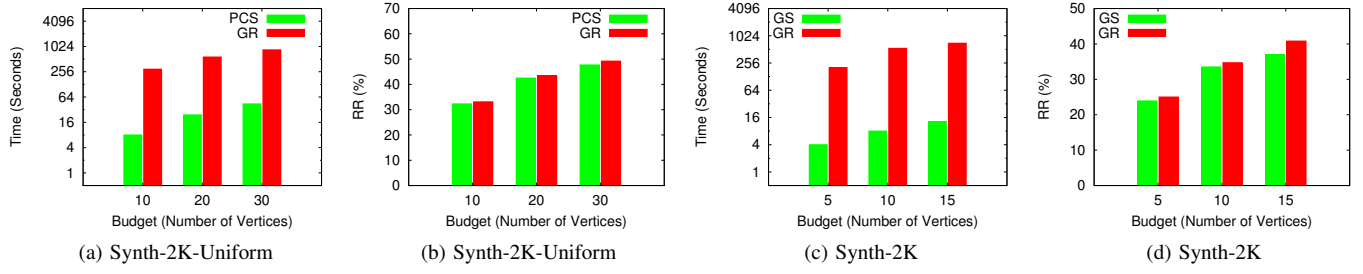 4096
1024
256
64
16
4
1
Time (Seconds)
PCS
GR
10 20 30
Budget (Number of Vertices)
(a) Synth-2K-Uniform
70
60
50
40
30
20
10
0
RR (%)
PCS
GR
10 20 30
Budget (Number of Vertices)
(b) Synth-2K-Uniform
4096
1024
256
64
16
4
1
Time (Seconds)
GS
GR
5 10 15
Budget (Number of Vertices)
(c) Synth-2K
50
40
30
20
10
0
RR (%)
GS
GR
5 10 15
Budget (Number of Vertices)
(d) Synth-2K